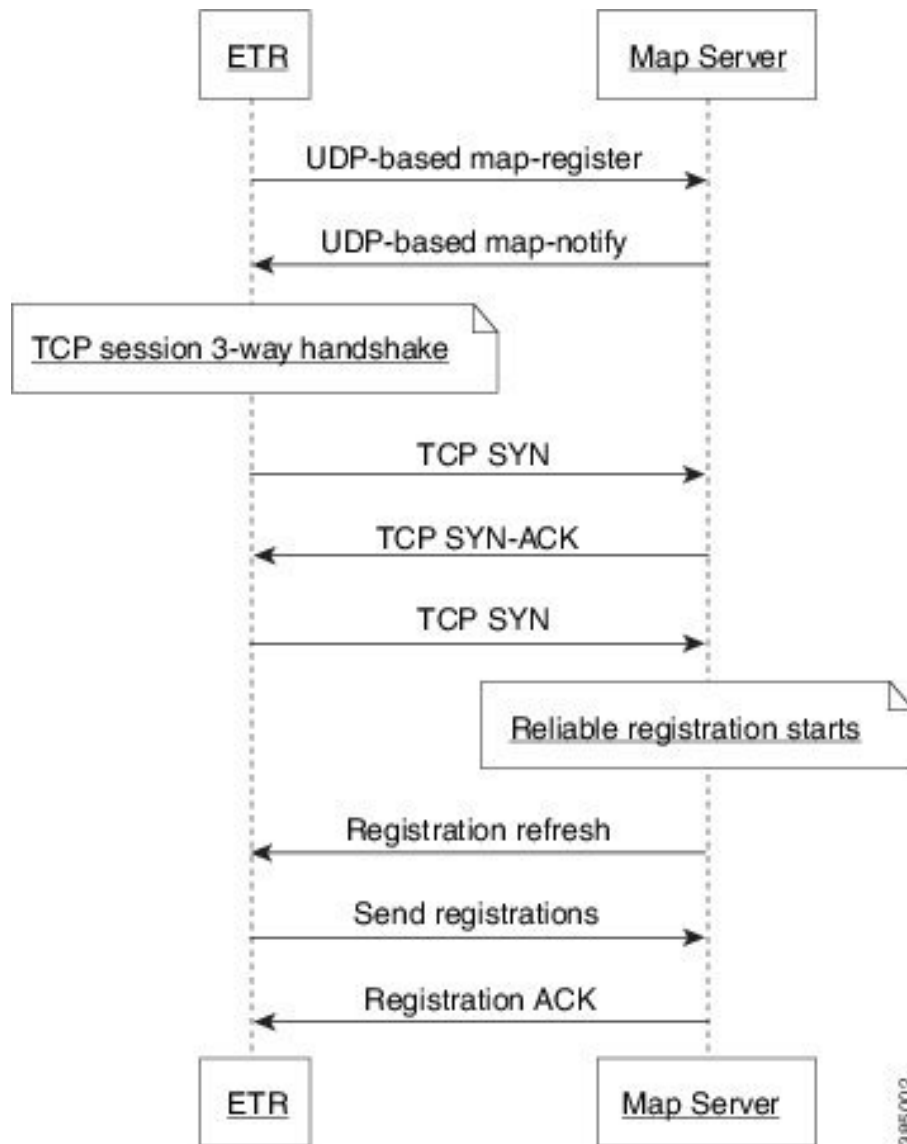 ETR
Map Server
UDP-based map-register
UDP-based map-notify
TCP session 3-way handshake
TCP SYN
TCP SYN-ACK
TCP SYN
Reliable registration starts
Registration refresh
Send registrations
Registration ACK
ETR
Map Server